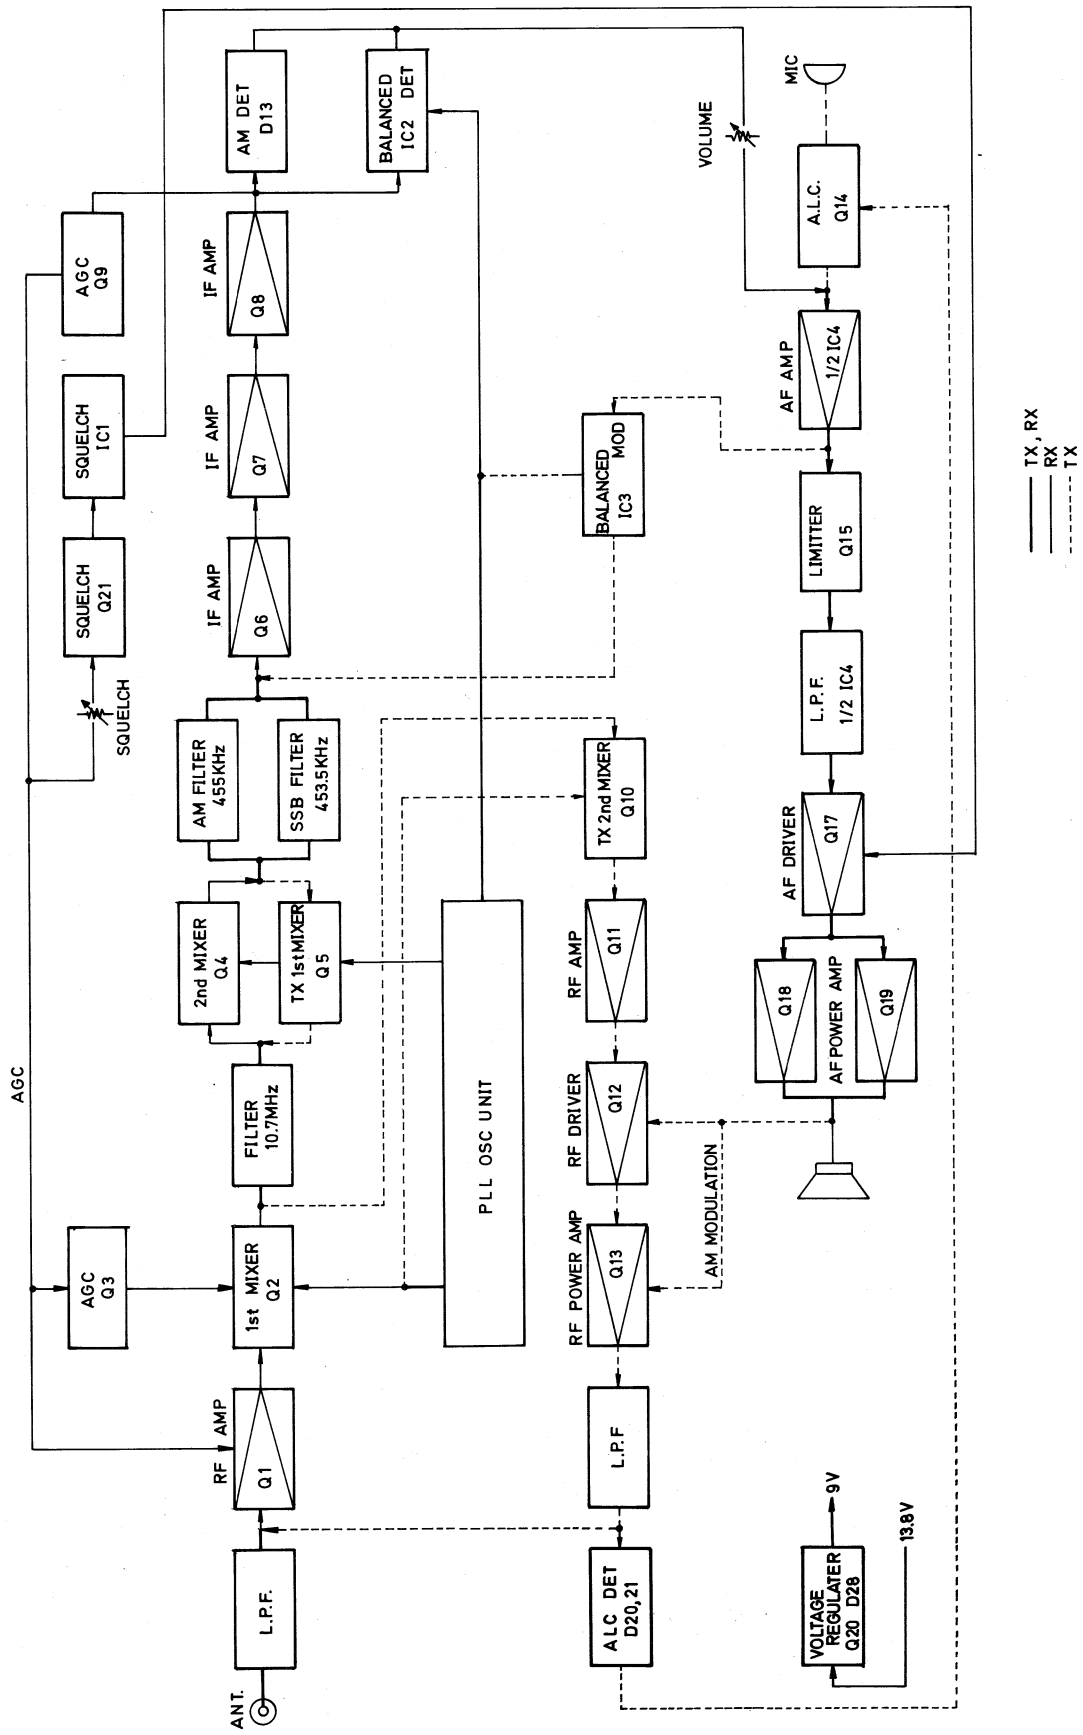 ANT.
L.P.F.
RF AMP
Q1
AGC
AGC
Q3
1st MIXER
Q2
FILTER
10.7MHz
2nd MIXER
Q4
TX 1st MIXER
Q5
AM FILTER
455KHz
SSB FILTER
453.5KHz
SQUELCH
SQUELCH
Q21
SQUELCH
IC1
AGC
Q9
IF AMP
Q6
IF AMP
Q7
IF AMP
Q8
AM DET
D13
BALANCED
IC2 DET
PLL OSC UNIT
BALANCED
MOD
IC3
TX 2nd MIXER
Q10
RF AMP
Q11
RF DRIVER
Q12
RF POWER AMP
Q13
AM MODULATION
L.P.F
ALC DET
D20,21
VOLUME
MIC
A.L.C.
Q14
AF AMP
1/2 IC4
LIMITTER
Q15
L.P.F.
1/2 IC4
AF DRIVER
Q17
Q18
AF POWER AMP
Q19
VOLTAGE
REGULATER
Q20 D28
9V
13.8V
TX, RX
RX
TX